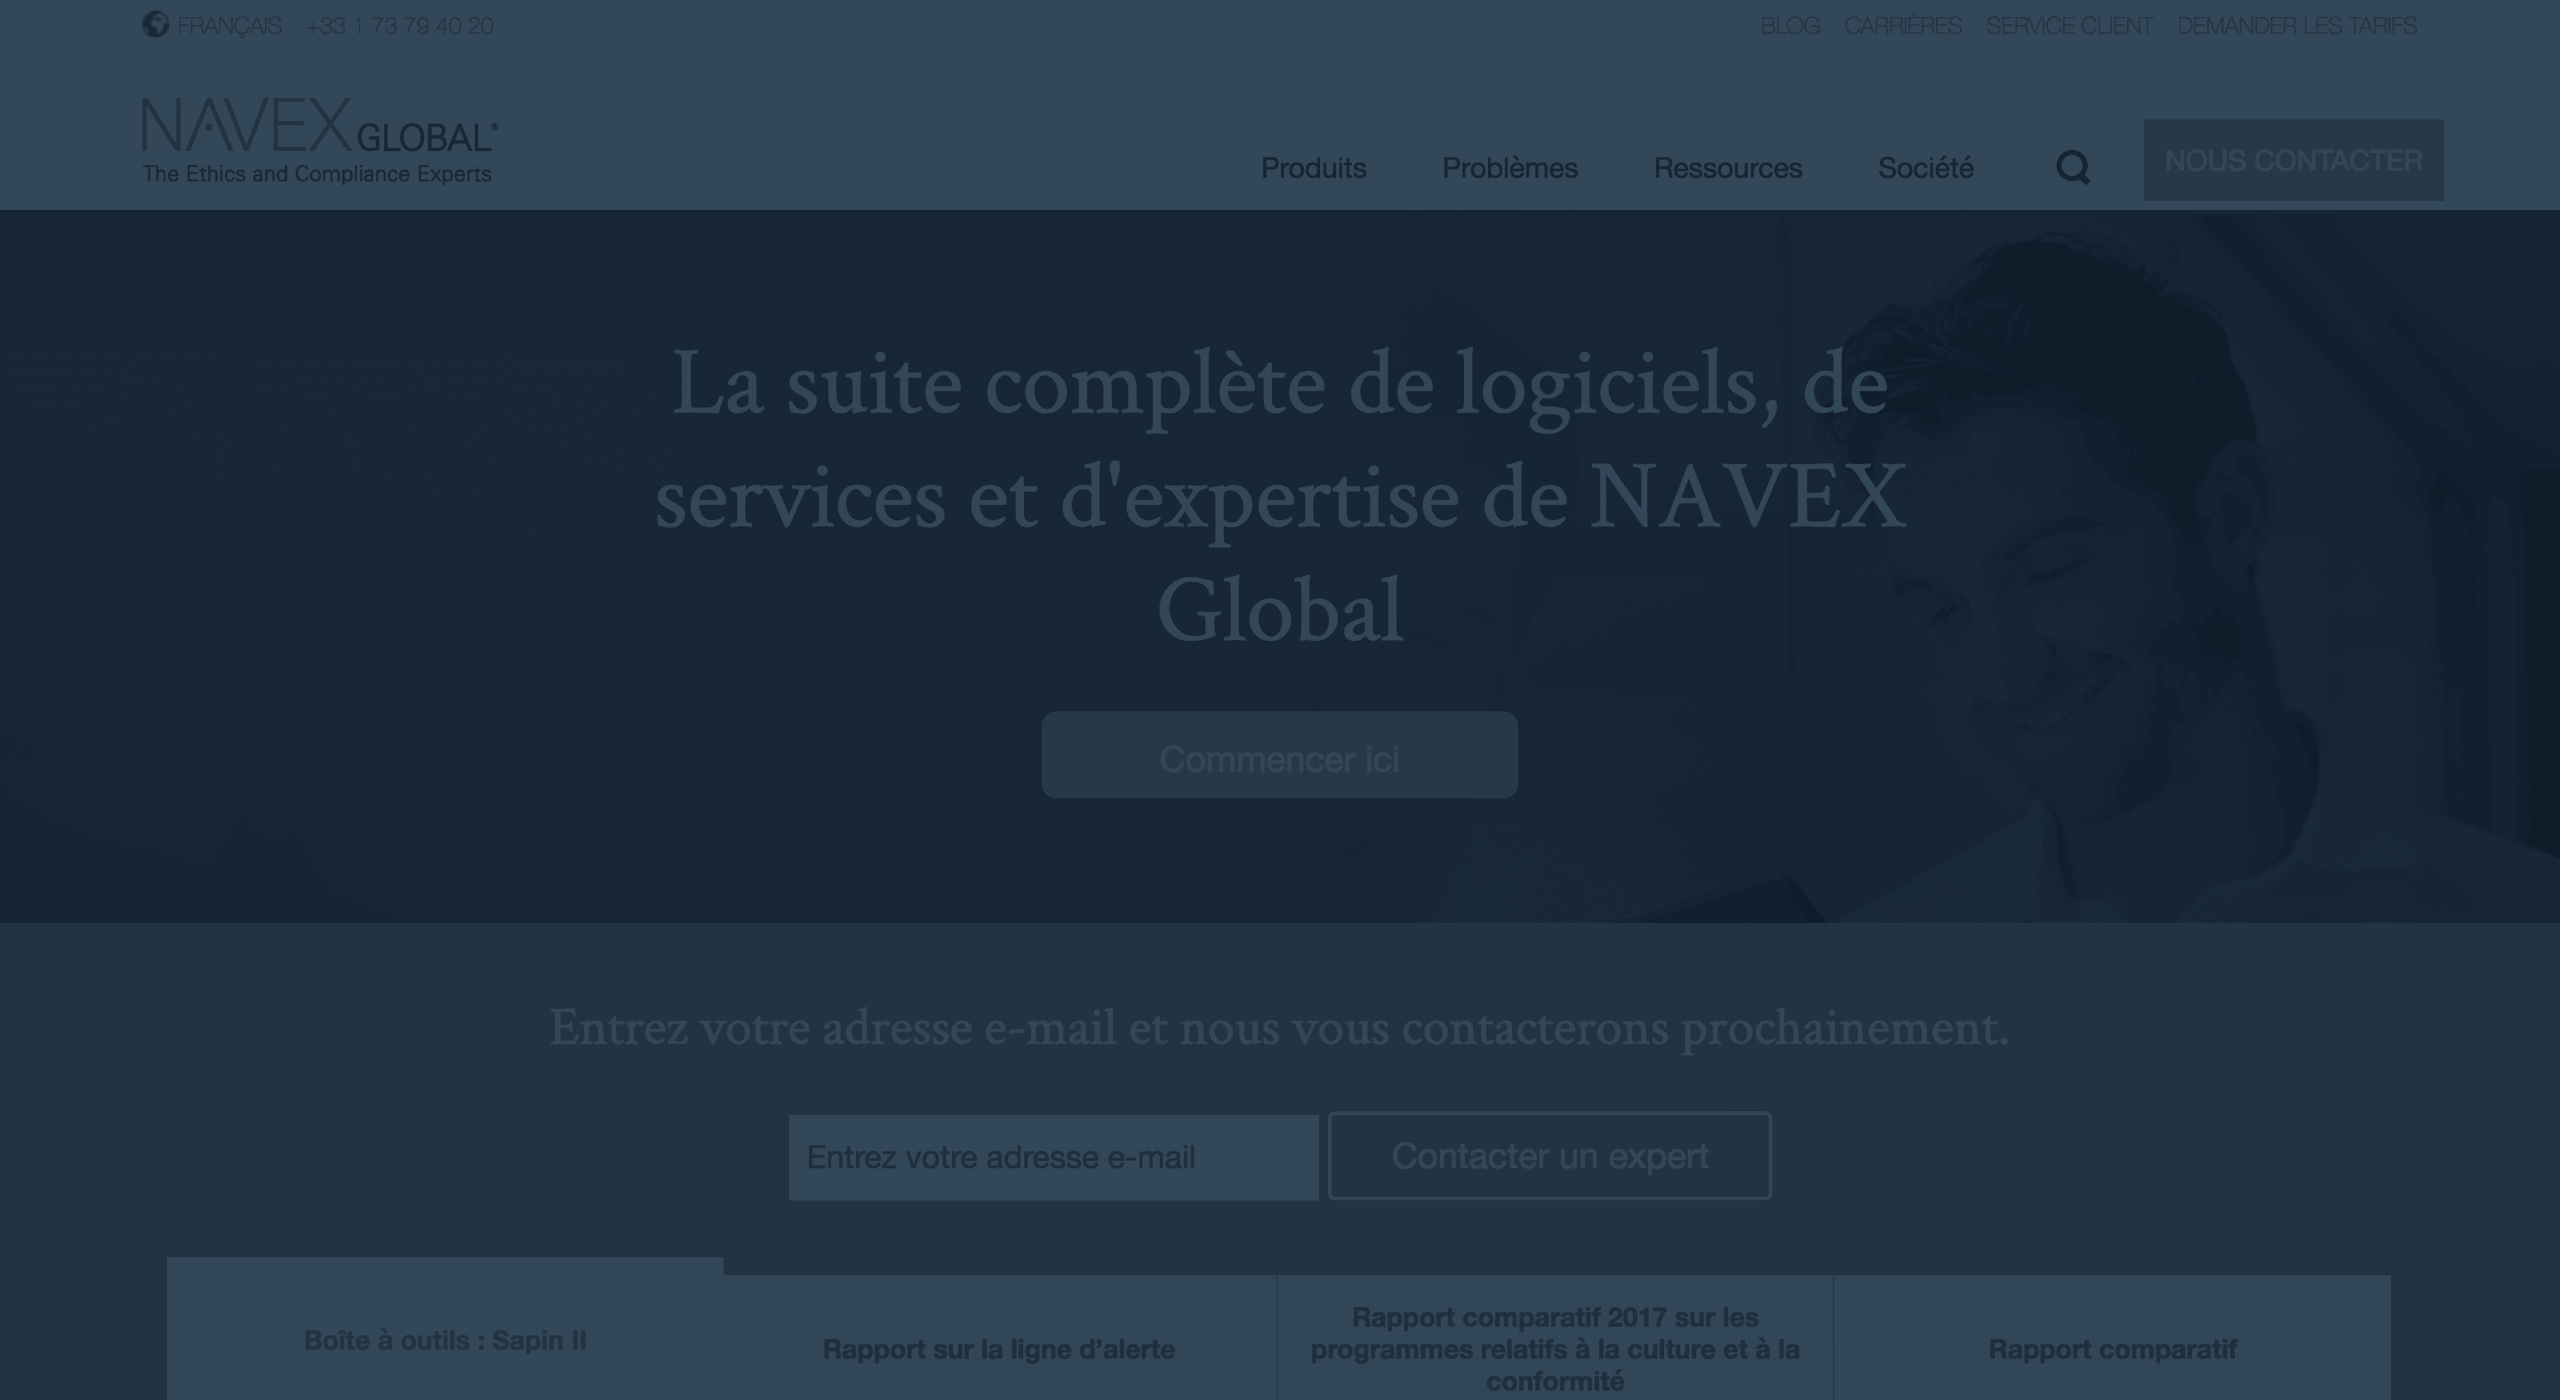 FRANÇAIS +33 1 73 79 40 20
BLOG CARRIÈRES SERVICE CLIENT DEMANDER LES TARIFS
NAVEX GLOBAL®
The Ethics and Compliance Experts
Produits Problèmes Ressources Société NOUS CONTACTER
La suite complète de logiciels, de
services et d'expertise de NAVEX
Global
Commencer ici
Entrez votre adresse e-mail et nous vous contacterons prochainement.
Entrez votre adresse e-mail Contacter un expert
Boîte à outils : Sapin II
Rapport sur la ligne d’alerte
Rapport comparatif 2017 sur les
programmes relatifs à la culture et à la
conformité
Rapport comparatif